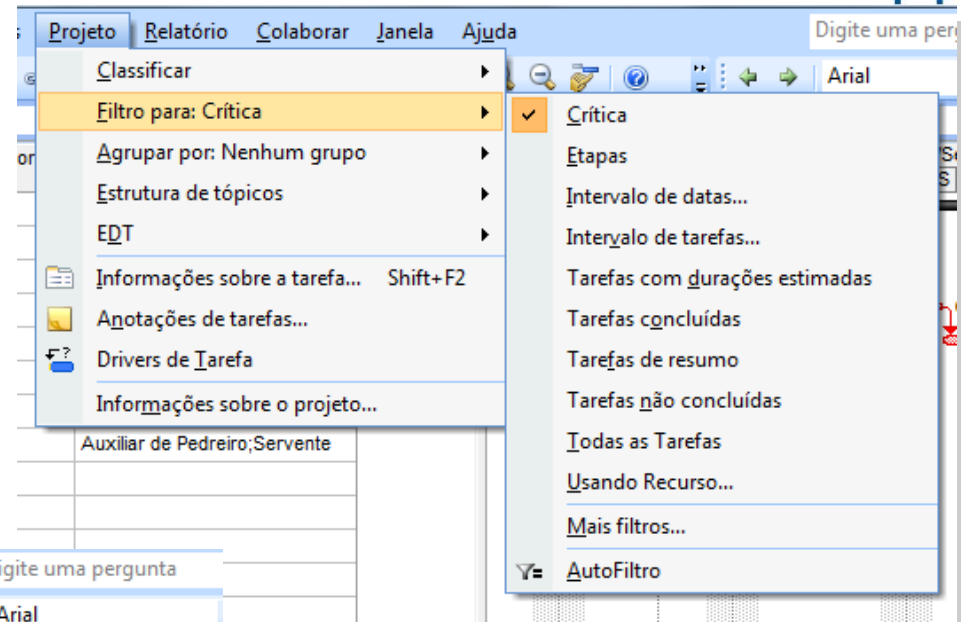 Projeto Relatório Colaborar Janela Ajuda
Digite uma
Arial
Classificar
Filtro para: Crítica
Agrupar por: Nenhum grupo
Estrutura de tópicos
EDT
Informações sobre a tarefa... Shift+F2
Anotações de tarefas...
Drivers de Tarefa
Informações sobre o projeto...
Crítica
Etapas
Intervalo de datas...
Intervalo de tarefas...
Tarefas com durações estimadas
Tarefas concluídas
Tarefas de resumo
Tarefas não concluídas
Todas as Tarefas
Usando Recurso...
Mais filtros...
AutoFiltro
Auxiliar de Pedreiro;Servente
uma pergunta
Arial